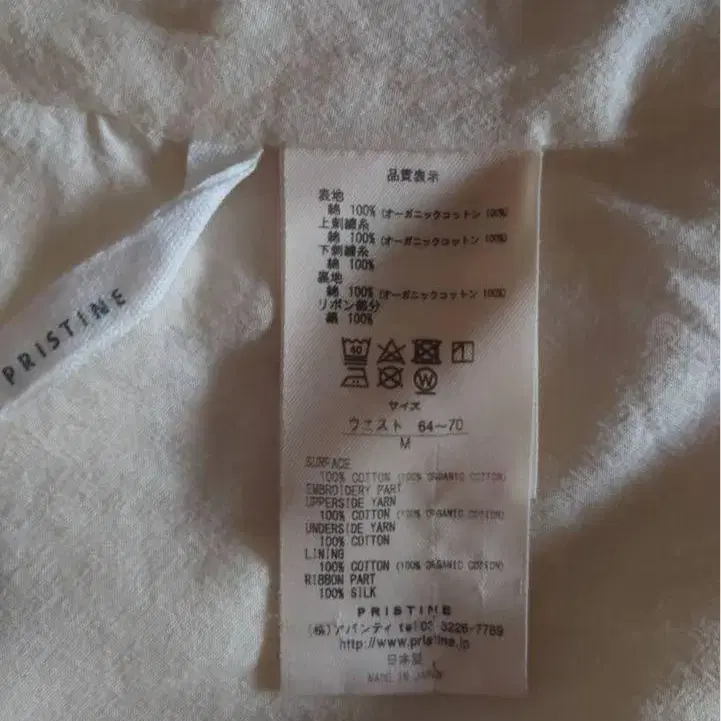 PRISTINE
品質表示
表地
綿 100% (オーガニックコットン 100%)
上刺繍糸
綿 100% (オーガニックコットン 100%)
下刺繍糸
綿 100%
裏地
綿 100% (オーガニックコットン 100%)
リボン部分
絹 100%
40
W
サイズ
ウエスト 64～70
M
SURFACE
100% COTTON (100% ORGANIC COTTON)
EMBROIDERY PART
UPPERSIDE YARN
100% COTTON (100% ORGANIC COTTON)
UNDERSIDE YARN
100% COTTON
LINING
100% COTTON (100% ORGANIC COTTON)
RIBBON PART
100% SILK
PRISTINE
(株)アバンティ tel 03-3226-7789
http://www.pristine.jp
日本製
MADE IN JAPAN